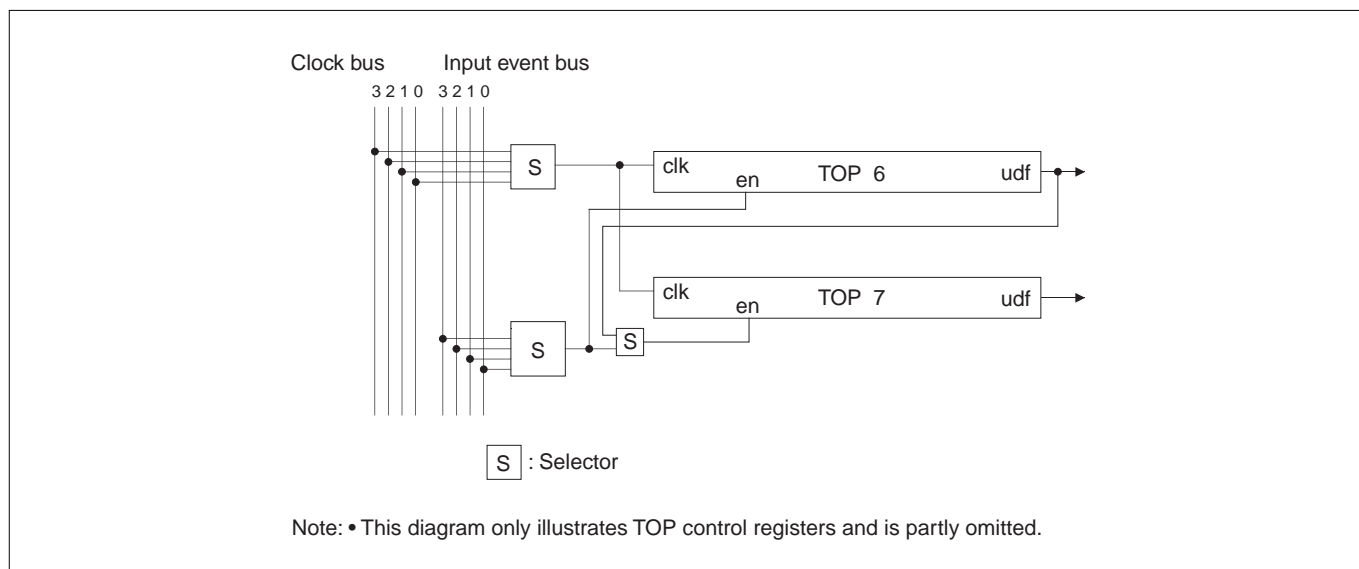 Clock bus
Input event bus
3 2 1 0
3 2 1 0
S
clk
en
TOP 6
udf
clk
en
TOP 7
udf
S
S
S : Selector
Note: • This diagram only illustrates TOP control registers and is partly omitted.